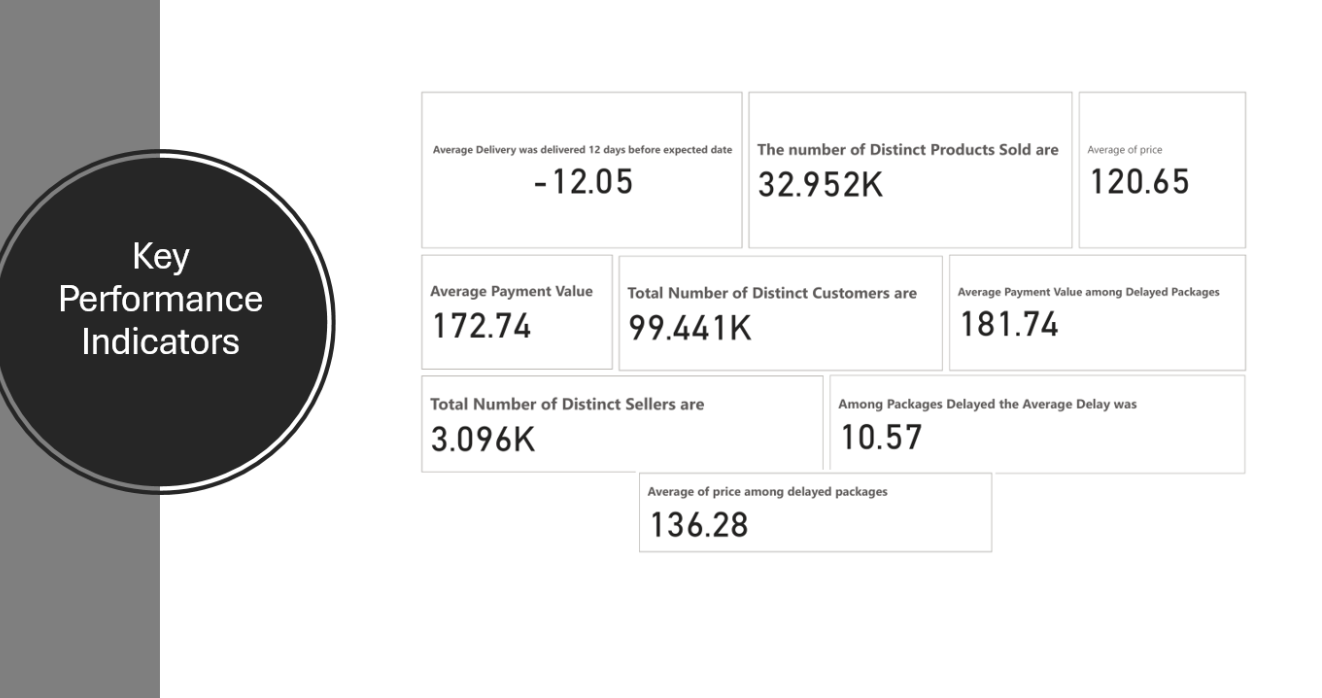 Key
Performance
Indicators
Average Delivery was delivered 12 days before expected date
-12.05
The number of Distinct Products Sold are
32.952K
Average of price
120.65
Average Payment Value
172.74
Total Number of Distinct Customers are
99.441K
Average Payment Value among Delayed Packages
181.74
Total Number of Distinct Sellers are
3.096K
Among Packages Delayed the Average Delay was
10.57
Average of price among delayed packages
136.28